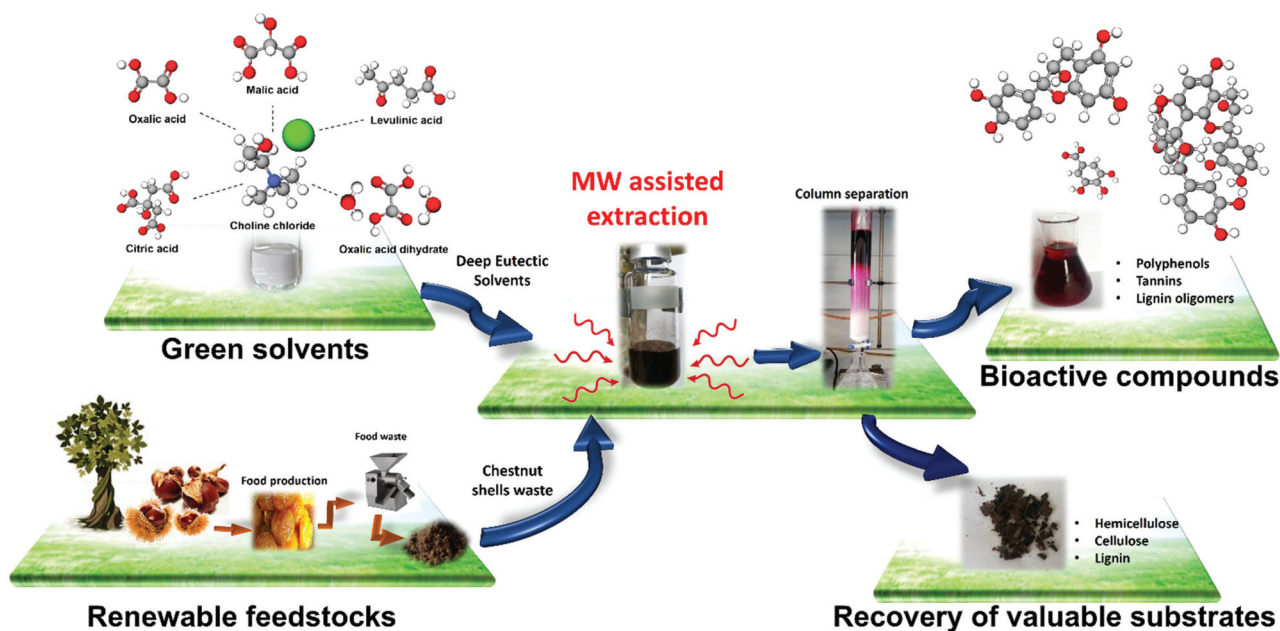 Malic acid
Oxalic acid
Levulinic acid
Citric acid
Choline chloride
Oxalic acid dihydrate
Green solvents
Deep Eutectic
Solvents
MW assisted
extraction
Column separation
• Polyphenols
• Tannins
• Lignin oligomers
Bioactive compounds
Food production
Food waste
Chestnut
shells waste
Renewable feedstocks
• Hemicellulose
• Cellulose
• Lignin
Recovery of valuable substrates